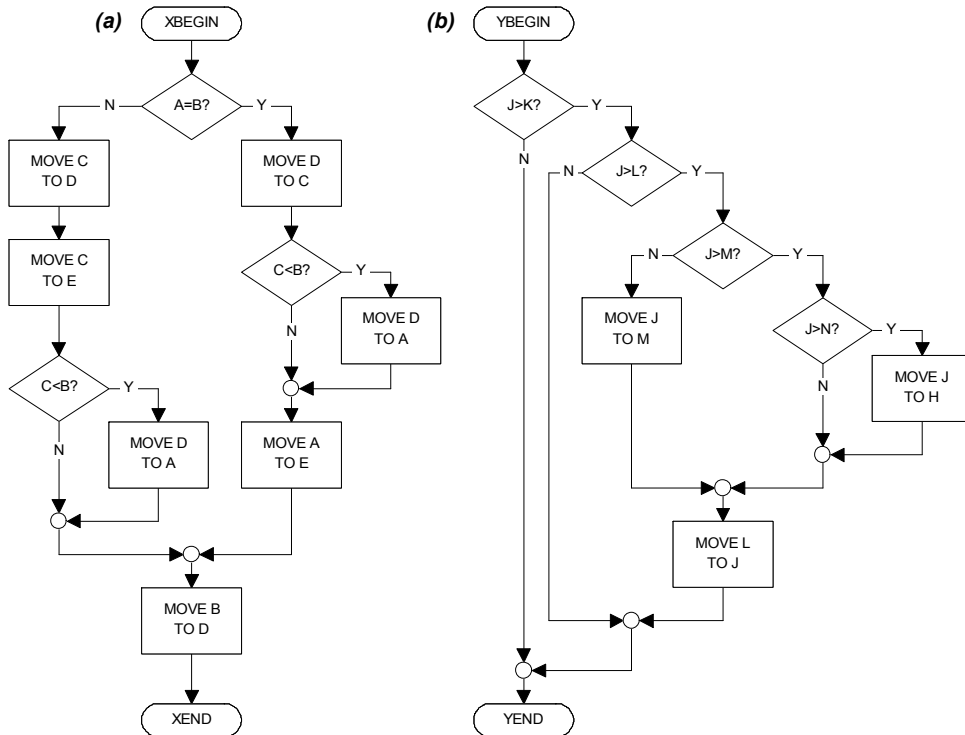 (a)
XBEGIN
A=B?
N
Y
MOVE C
TO D
MOVE C
TO E
C<B?
Y
N
MOVE D
TO A
MOVE D
TO C
C<B?
Y
N
MOVE D
TO A
MOVE A
TO E
MOVE B
TO D
XEND
(b)
YBEGIN
J>K?
Y
N
J>L?
N
Y
J>M?
N
Y
MOVE J
TO M
J>N?
Y
N
MOVE J
TO H
MOVE L
TO J
YEND